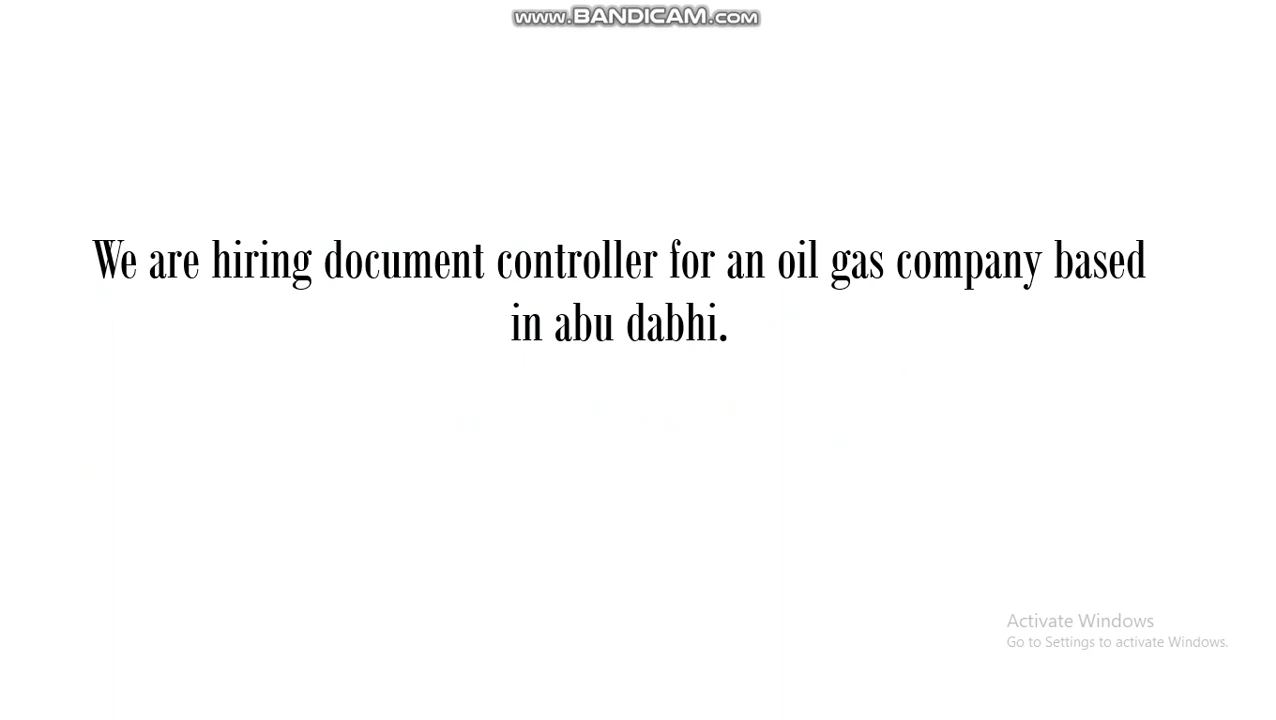 www.BANDICAM.com
We are hiring document controller for an oil gas company based
in abu dabhi.
Activate Windows
Go to Settings to activate Windows.